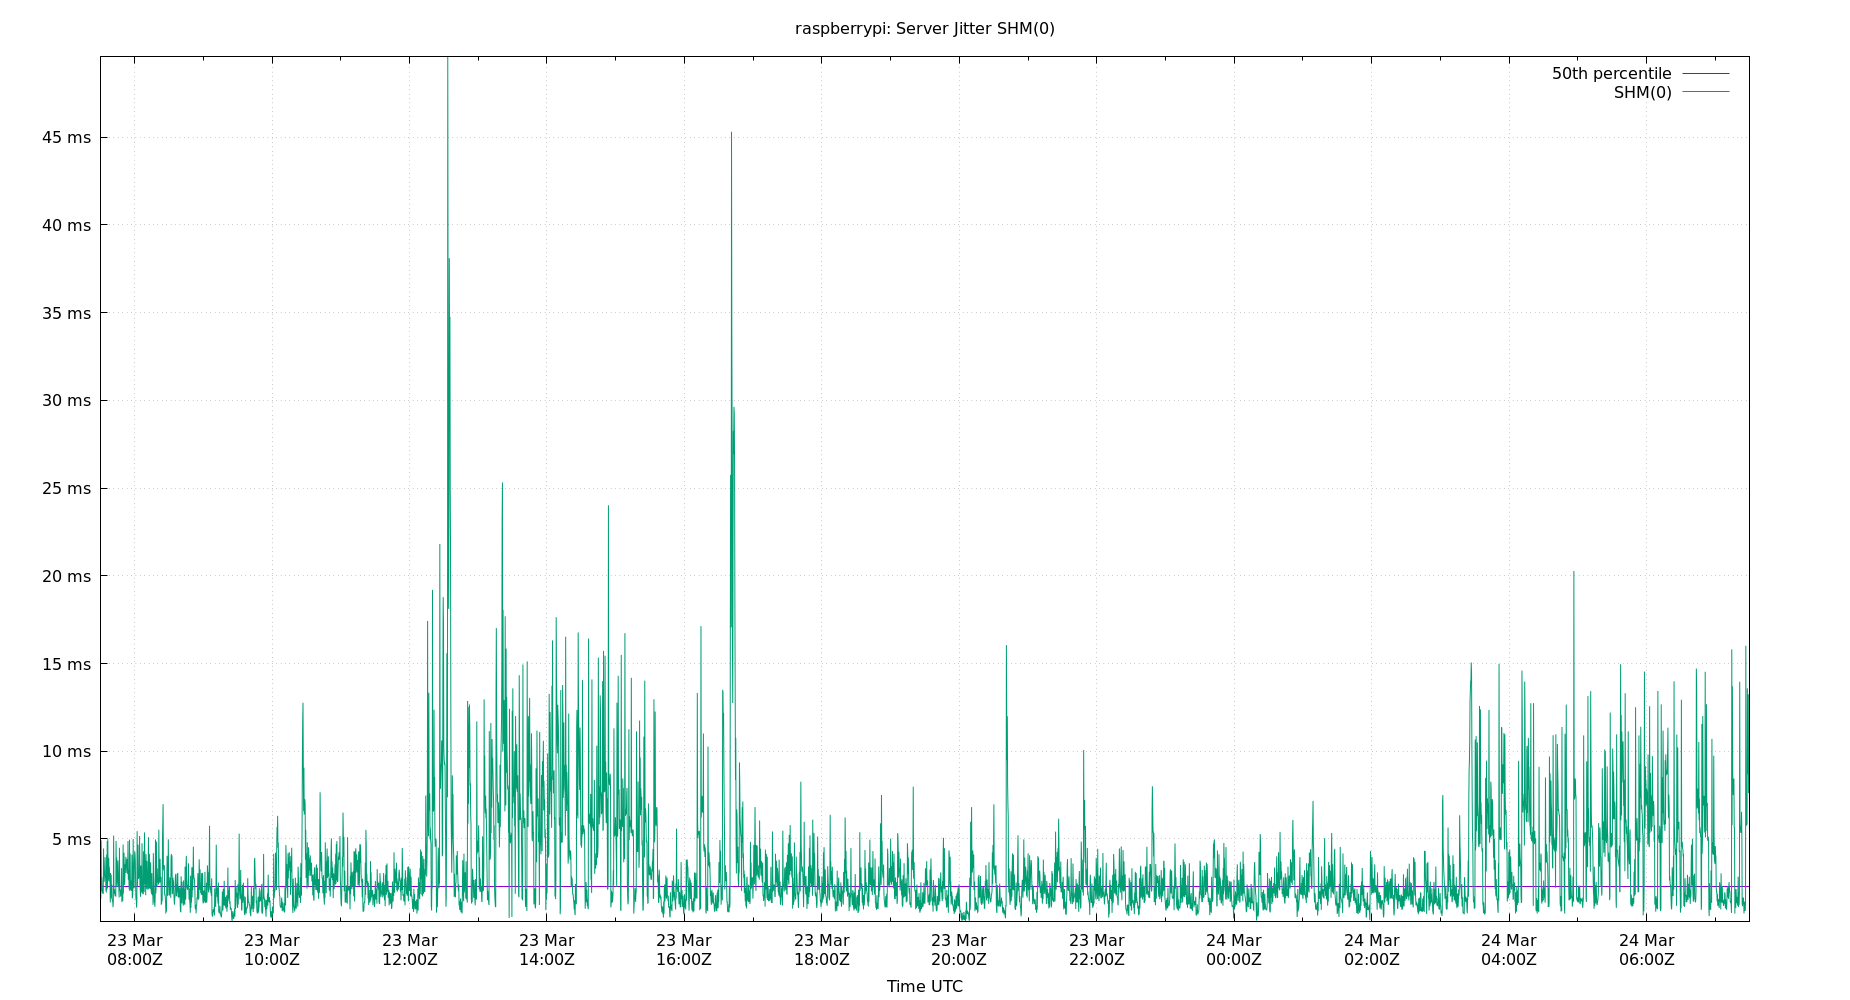 raspberrypi: Server Jitter SHM(0)
50th percentile
SHM(0)
45 ms
40 ms
35 ms
30 ms
25 ms
20 ms
15 ms
10 ms
5 ms
23 Mar 23 Mar 23 Mar 23 Mar 23 Mar 23 Mar 23 Mar 23 Mar 24 Mar 24 Mar 24 Mar 24 Mar
08:00Z 10:00Z 12:00Z 14:00Z 16:00Z 18:00Z 20:00Z 22:00Z 00:00Z 02:00Z 04:00Z 06:00Z
Time UTC